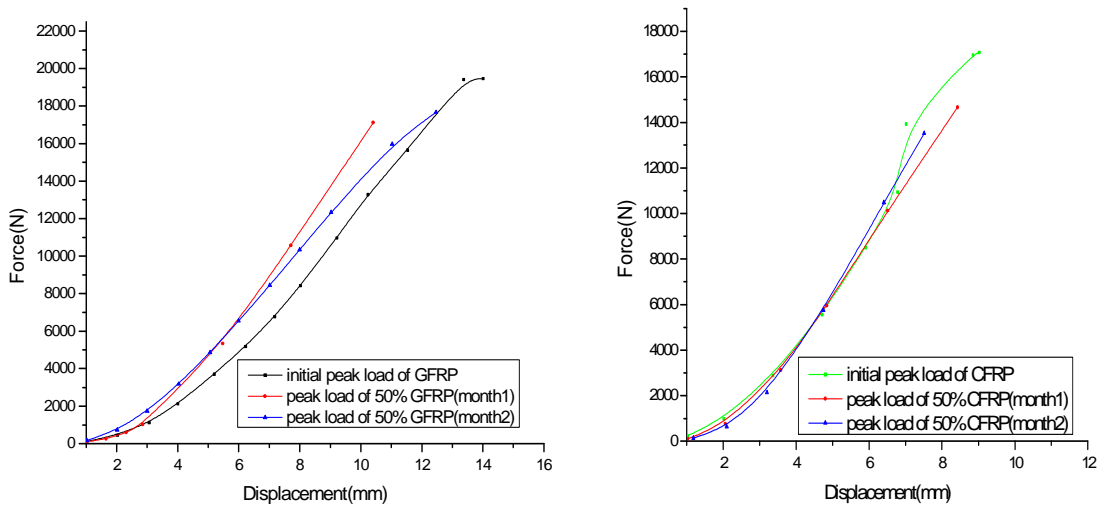 22000
20000
18000
16000
14000
12000
10000
8000
6000
4000
2000
0
Force(N)
2 4 6 8 10 12 14 16
Displacement(mm)
initial peak load of GFRP
peak load of 50% GFRP(month1)
peak load of 50% GFRP(month2)
18000
16000
14000
12000
10000
8000
6000
4000
2000
0
Force(N)
2 4 6 8 10 12
Displacement(mm)
initial peak load of CFRP
peak load of 50%CFRP(month1)
peak load of 50%CFRP(month2)